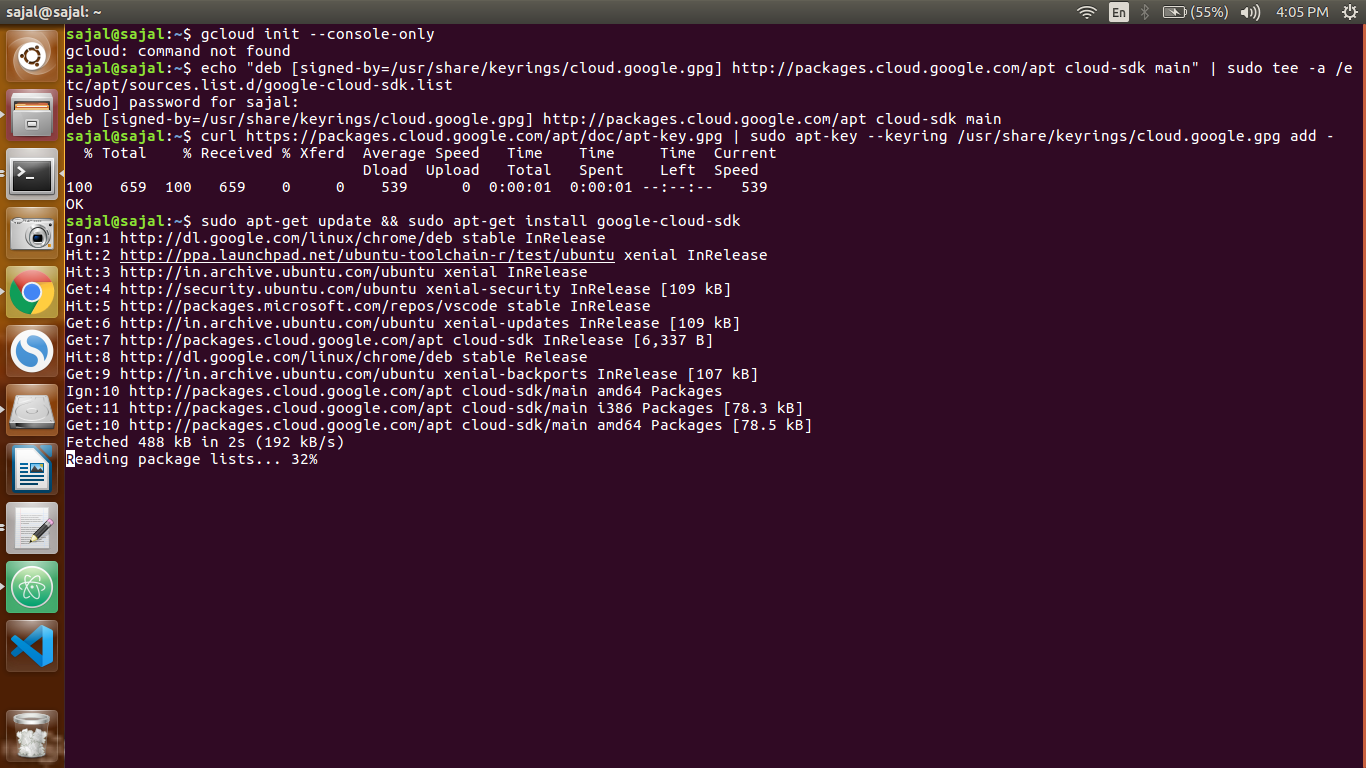 sajal@sajal: ~
En
(55%)
4:05 PM
sajal@sajal:~$ gcloud init --console-only
gcloud: command not found
sajal@sajal:~$ echo "deb [signed-by=/usr/share/keyrings/cloud.google.gpg] http://packages.cloud.google.com/apt cloud-sdk main" | sudo tee -a /e
tc/apt/sources.list.d/google-cloud-sdk.list
[sudo] password for sajal:
deb [signed-by=/usr/share/keyrings/cloud.google.gpg] http://packages.cloud.google.com/apt cloud-sdk main
sajal@sajal:~$ curl https://packages.cloud.google.com/apt/doc/apt-key.gpg | sudo apt-key --keyring /usr/share/keyrings/cloud.google.gpg add -
  % Total    % Received % Xferd  Average Speed   Time    Time     Time  Current
                                 Dload  Upload   Total   Spent    Left  Speed
100   659  100   659    0     0    539      0  0:00:01  0:00:01 --:--:--   539
OK
sajal@sajal:~$ sudo apt-get update && sudo apt-get install google-cloud-sdk
Ign:1 http://dl.google.com/linux/chrome/deb stable InRelease
Hit:2 http://ppa.launchpad.net/ubuntu-toolchain-r/test/ubuntu xenial InRelease
Hit:3 http://in.archive.ubuntu.com/ubuntu xenial InRelease
Get:4 http://security.ubuntu.com/ubuntu xenial-security InRelease [109 kB]
Hit:5 http://packages.microsoft.com/repos/vscode stable InRelease
Get:6 http://in.archive.ubuntu.com/ubuntu xenial-updates InRelease [109 kB]
Get:7 http://packages.cloud.google.com/apt cloud-sdk InRelease [6,337 B]
Hit:8 http://dl.google.com/linux/chrome/deb stable Release
Get:9 http://in.archive.ubuntu.com/ubuntu xenial-backports InRelease [107 kB]
Ign:10 http://packages.cloud.google.com/apt cloud-sdk/main amd64 Packages
Get:11 http://packages.cloud.google.com/apt cloud-sdk/main i386 Packages [78.3 kB]
Get:10 http://packages.cloud.google.com/apt cloud-sdk/main amd64 Packages [78.5 kB]
Fetched 488 kB in 2s (192 kB/s)
Reading package lists... 32%